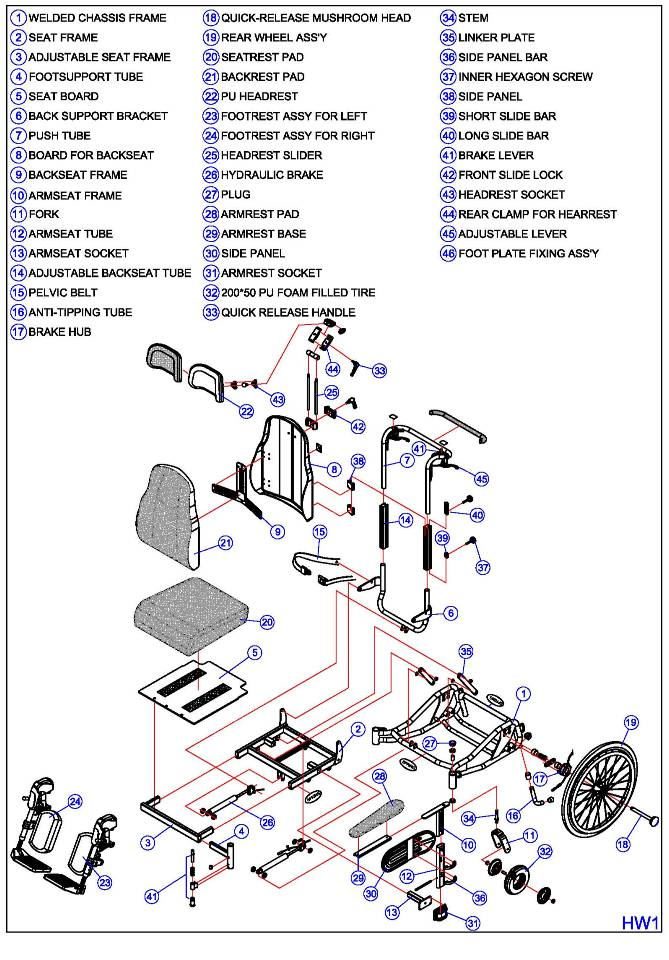 1 WELDED CHASSIS FRAME
2 SEAT FRAME
3 ADJUSTABLE SEAT FRAME
4 FOOTSUPPORT TUBE
5 SEAT BOARD
6 BACK SUPPORT BRACKET
7 PUSH TUBE
8 BOARD FOR BACKSEAT
9 BACKSEAT FRAME
10 ARMSEAT FRAME
11 FORK
12 ARMSEAT TUBE
13 ARMSEAT SOCKET
14 ADJUSTABLE BACKSEAT TUBE
15 PELVIC BELT
16 ANTI-TIPPING TUBE
17 BRAKE HUB
18 QUICK-RELEASE MUSHROOM HEAD
19 REAR WHEEL ASS'Y
20 SEATREST PAD
21 BACKREST PAD
22 PU HEADREST
23 FOOTREST ASSY FOR LEFT
24 FOOTREST ASSY FOR RIGHT
25 HEADREST SLIDER
26 HYDRAULIC BRAKE
27 PLUG
28 ARMREST PAD
29 ARMREST BASE
30 SIDE PANEL
31 ARMREST SOCKET
32 200*50 PU FOAM FILLED TIRE
33 QUICK RELEASE HANDLE
34 STEM
35 LINKER PLATE
36 SIDE PANEL BAR
37 INNER HEXAGON SCREW
38 SIDE PANEL
39 SHORT SLIDE BAR
40 LONG SLIDE BAR
41 BRAKE LEVER
42 FRONT SLIDE LOCK
43 HEADREST SOCKET
44 REAR CLAMP FOR HEARREST
45 ADJUSTABLE LEVER
46 FOOT PLATE FIXING ASS'Y
44
33
43
25
22
42
41
7
38
8
45
40
14
9
15
39
21
37
6
20
5
35
1
2
27
19
17
28
24
16
26
34
3
4
10
11
18
32
23
41
29
30
12
36
13
31
HW1